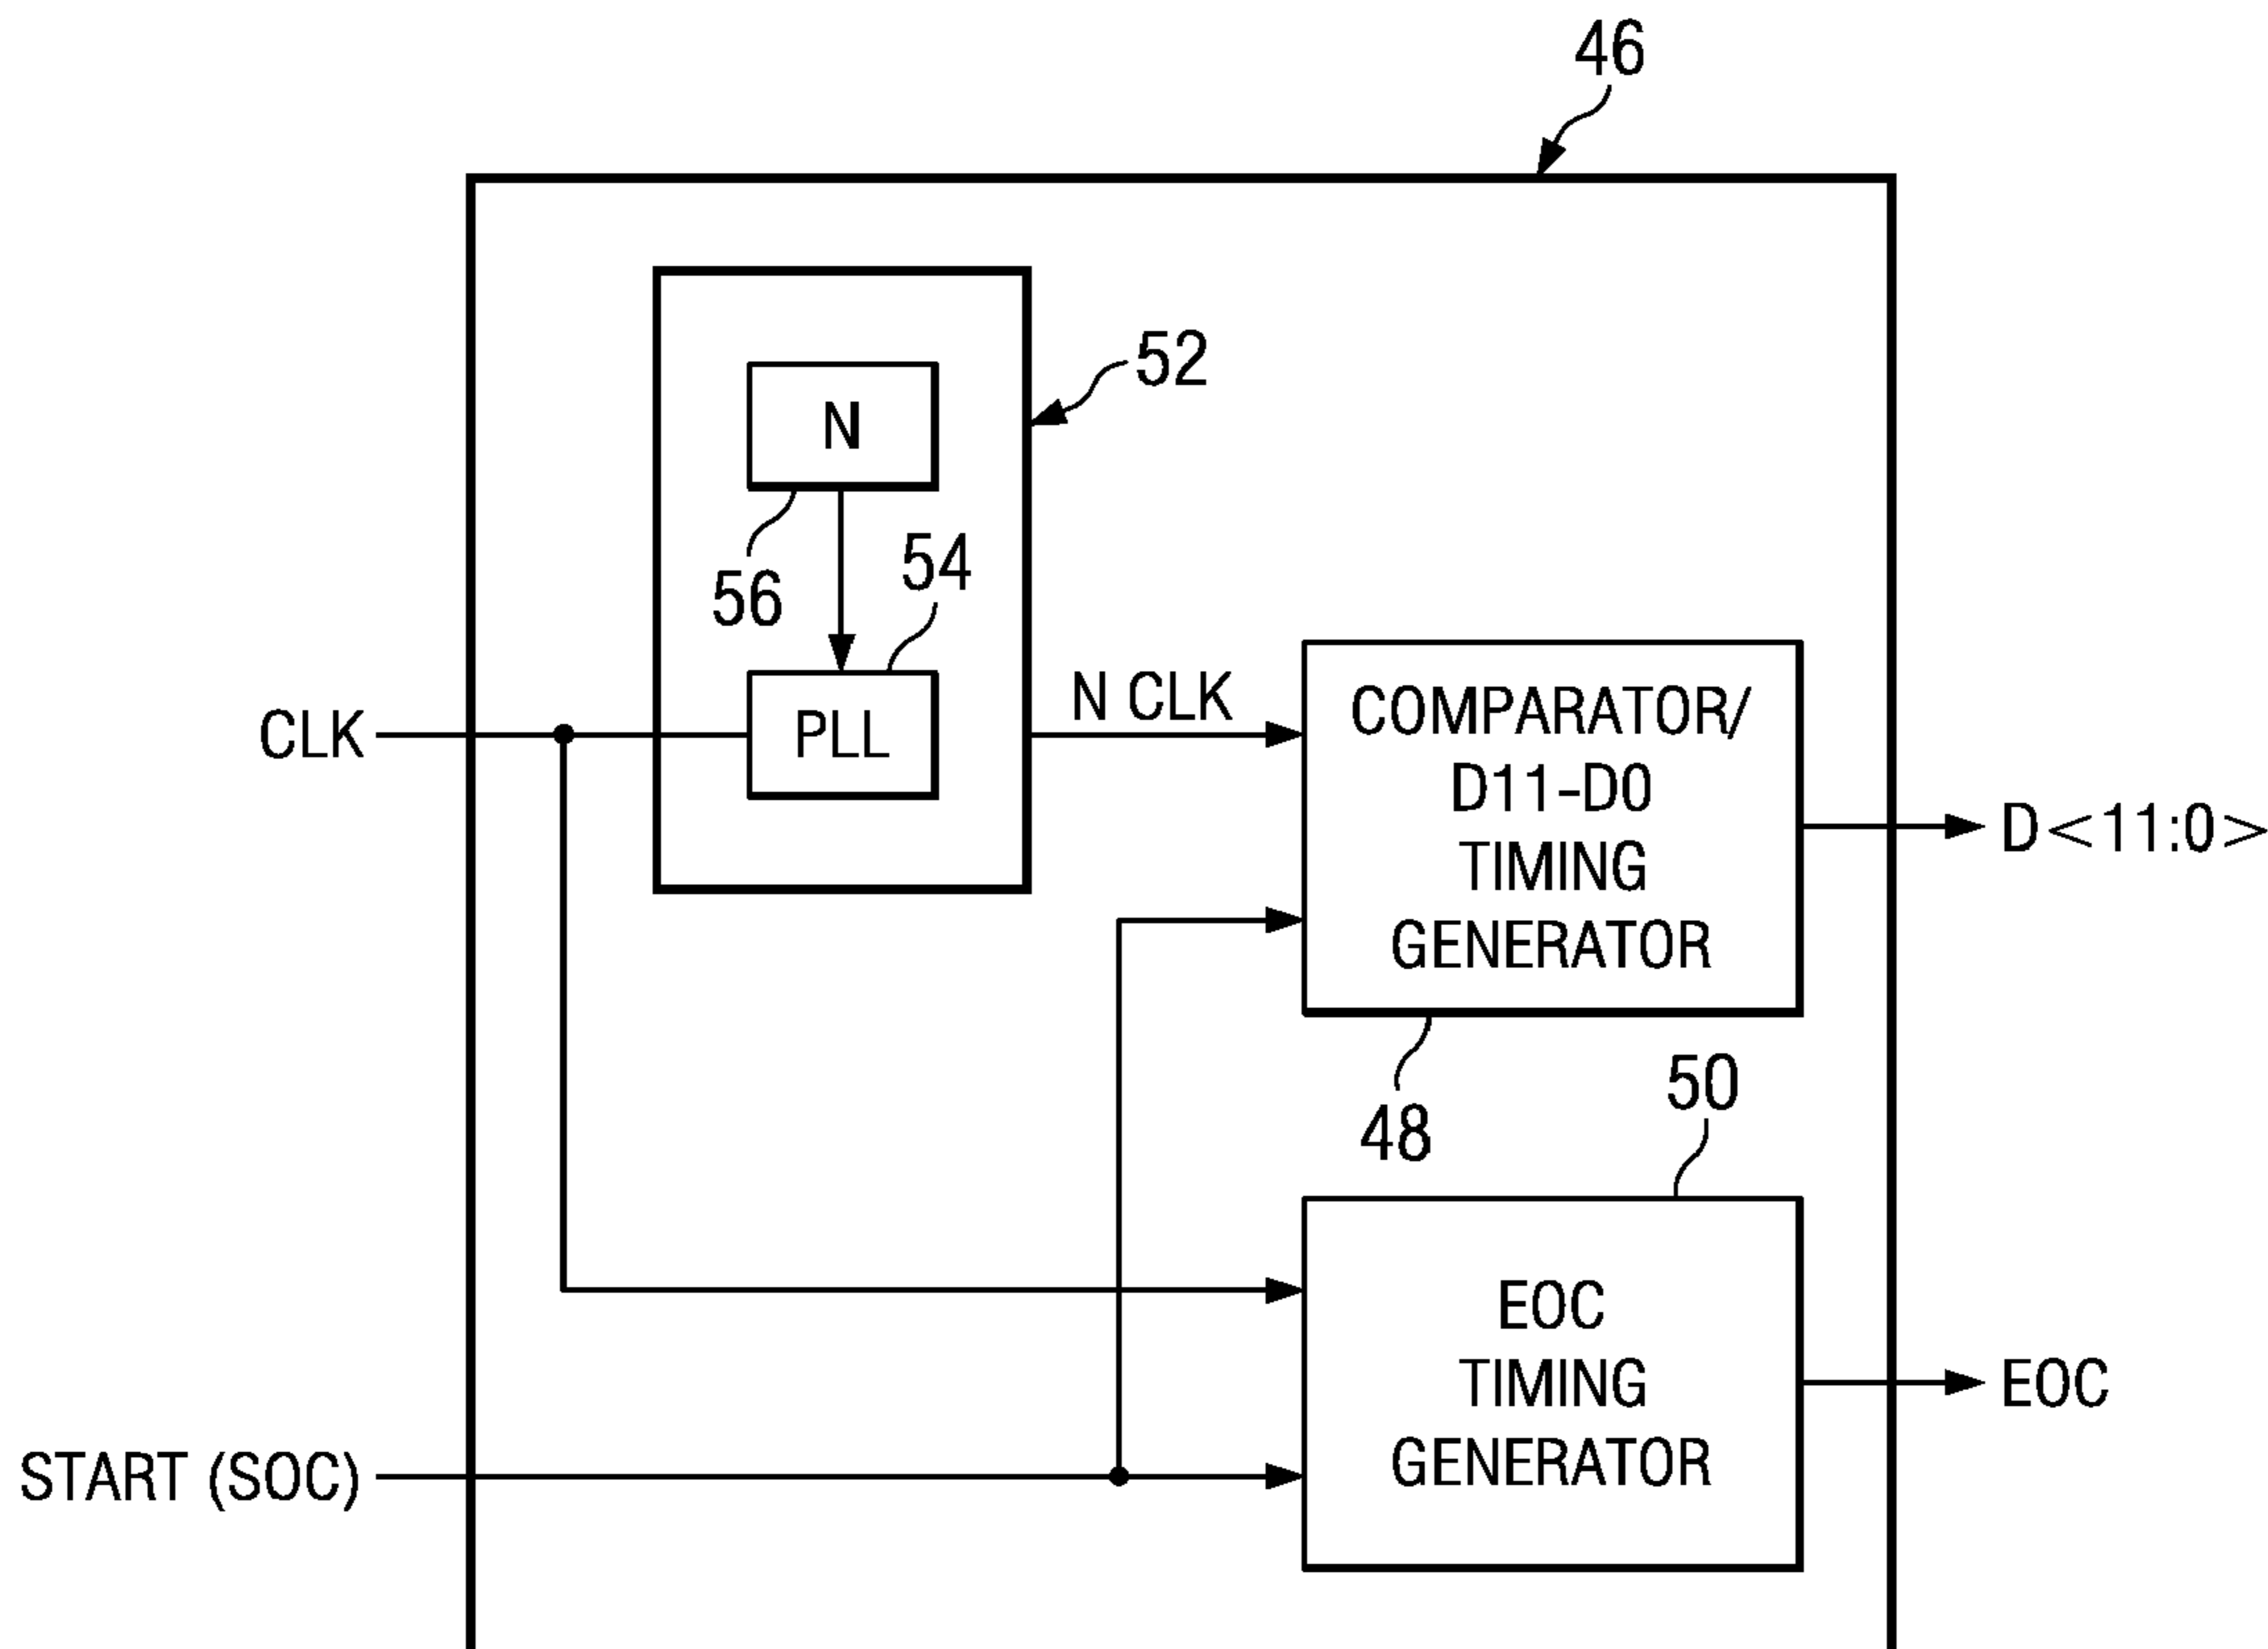 46
52
N
56
54
CLK
PLL
N CLK
COMPARATOR/
D11-D0
TIMING
GENERATOR
D<11:0>
48
50
EOC
TIMING
GENERATOR
EOC
START (SOC)